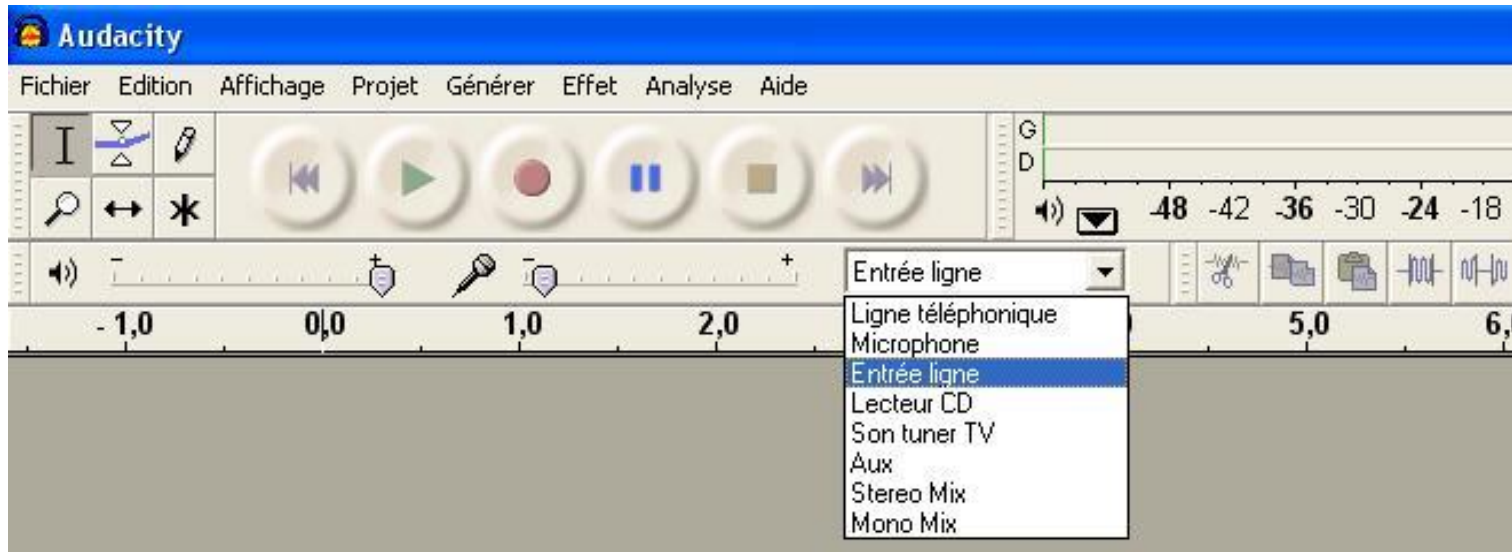 Audacity
Fichier Edition Affichage Projet Générer Effet Analyse Aide
G
D
-48 -42 -36 -30 -24 -18
- + - + Entrée ligne
- 1,0 0,0 1,0 2,0 5,0 6,
Ligne téléphonique
Microphone
Entrée ligne
Lecteur CD
Son tuner TV
Aux
Stereo Mix
Mono Mix